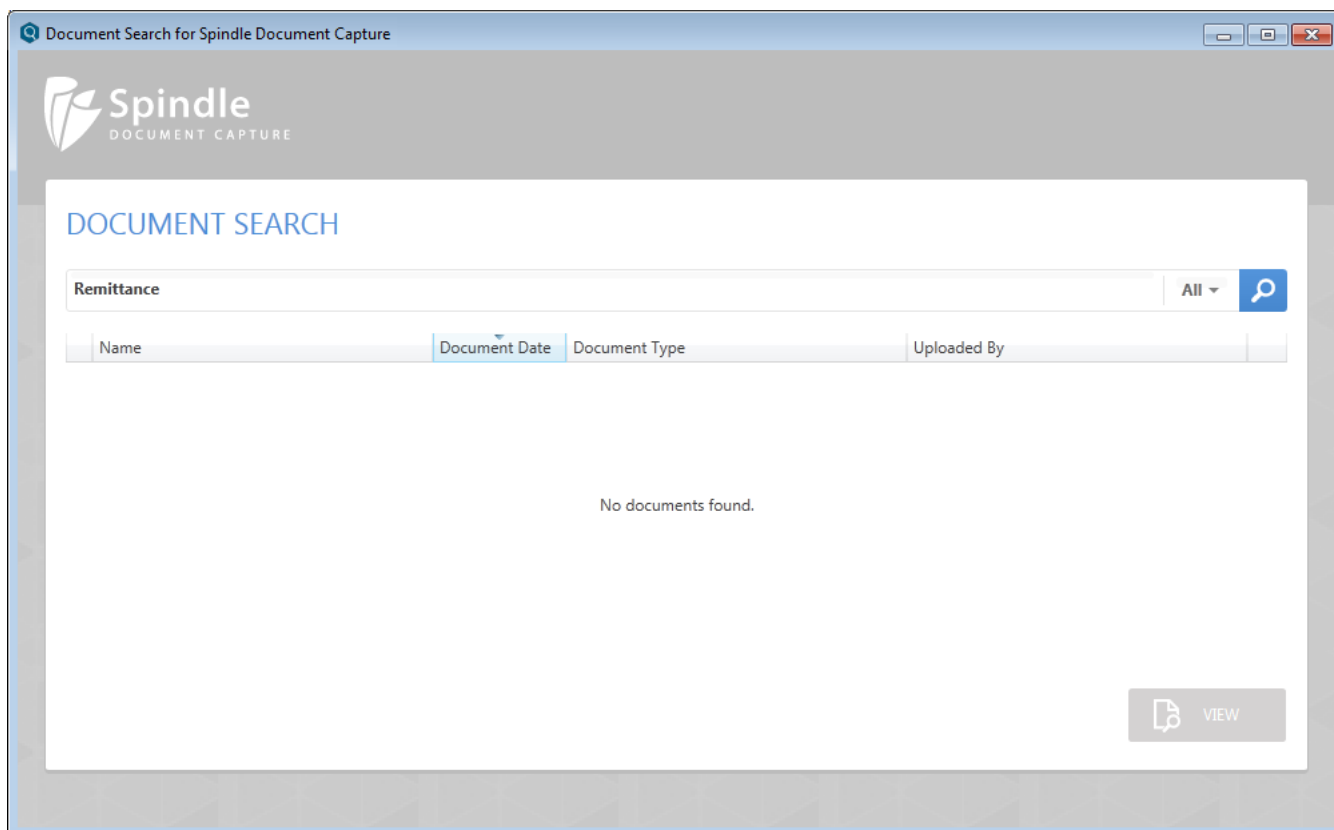 Document Search for Spindle Document Capture
Spindle
DOCUMENT CAPTURE
DOCUMENT SEARCH
Remittance All
Name Document Date Document Type Uploaded By
No documents found.
VIEW